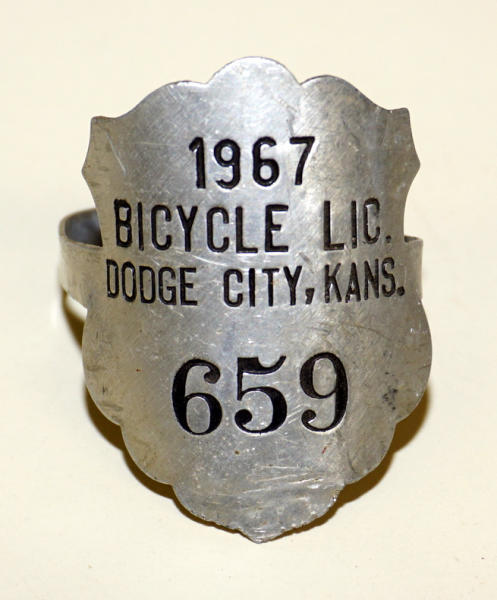 1967
BICYCLE LIC.
DODGE CITY, KANS.
659